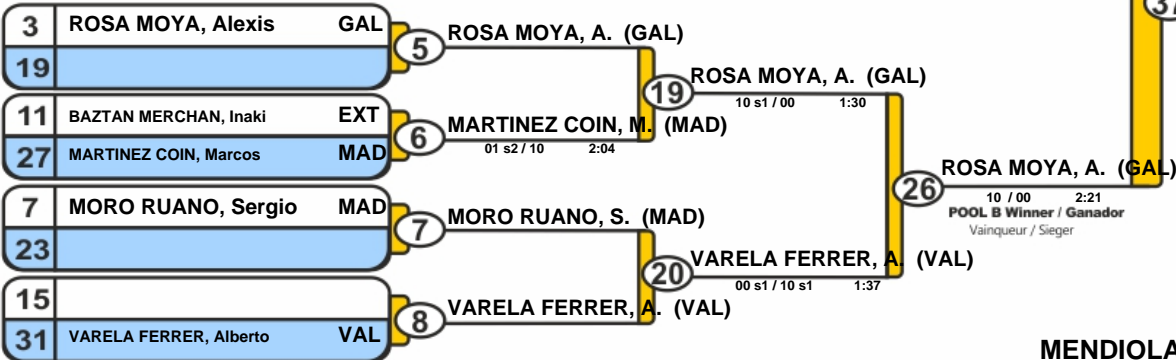 3 ROSA MOYA, Alexis GAL
19
5
ROSA MOYA, A. (GAL)
11 BAZTAN MERCHAN, Inaki EXT
27 MARTINEZ COIN, Marcos MAD
6
MARTINEZ COIN, M. (MAD)
01 s2 / 10 2:04
19
ROSA MOYA, A. (GAL)
10 s1 / 00 1:30
7 MORO RUANO, Sergio MAD
23
7
MORO RUANO, S. (MAD)
15
31 VARELA FERRER, Alberto VAL
8
VARELA FERRER, A. (VAL)
20
VARELA FERRER, A. (VAL)
00 s1 / 10 s1 1:37
26
ROSA MOYA, A. (GAL)
10 / 00 2:21
POOL B Winner / Ganador
Vainqueur / Sieger
37
MENDIOLA